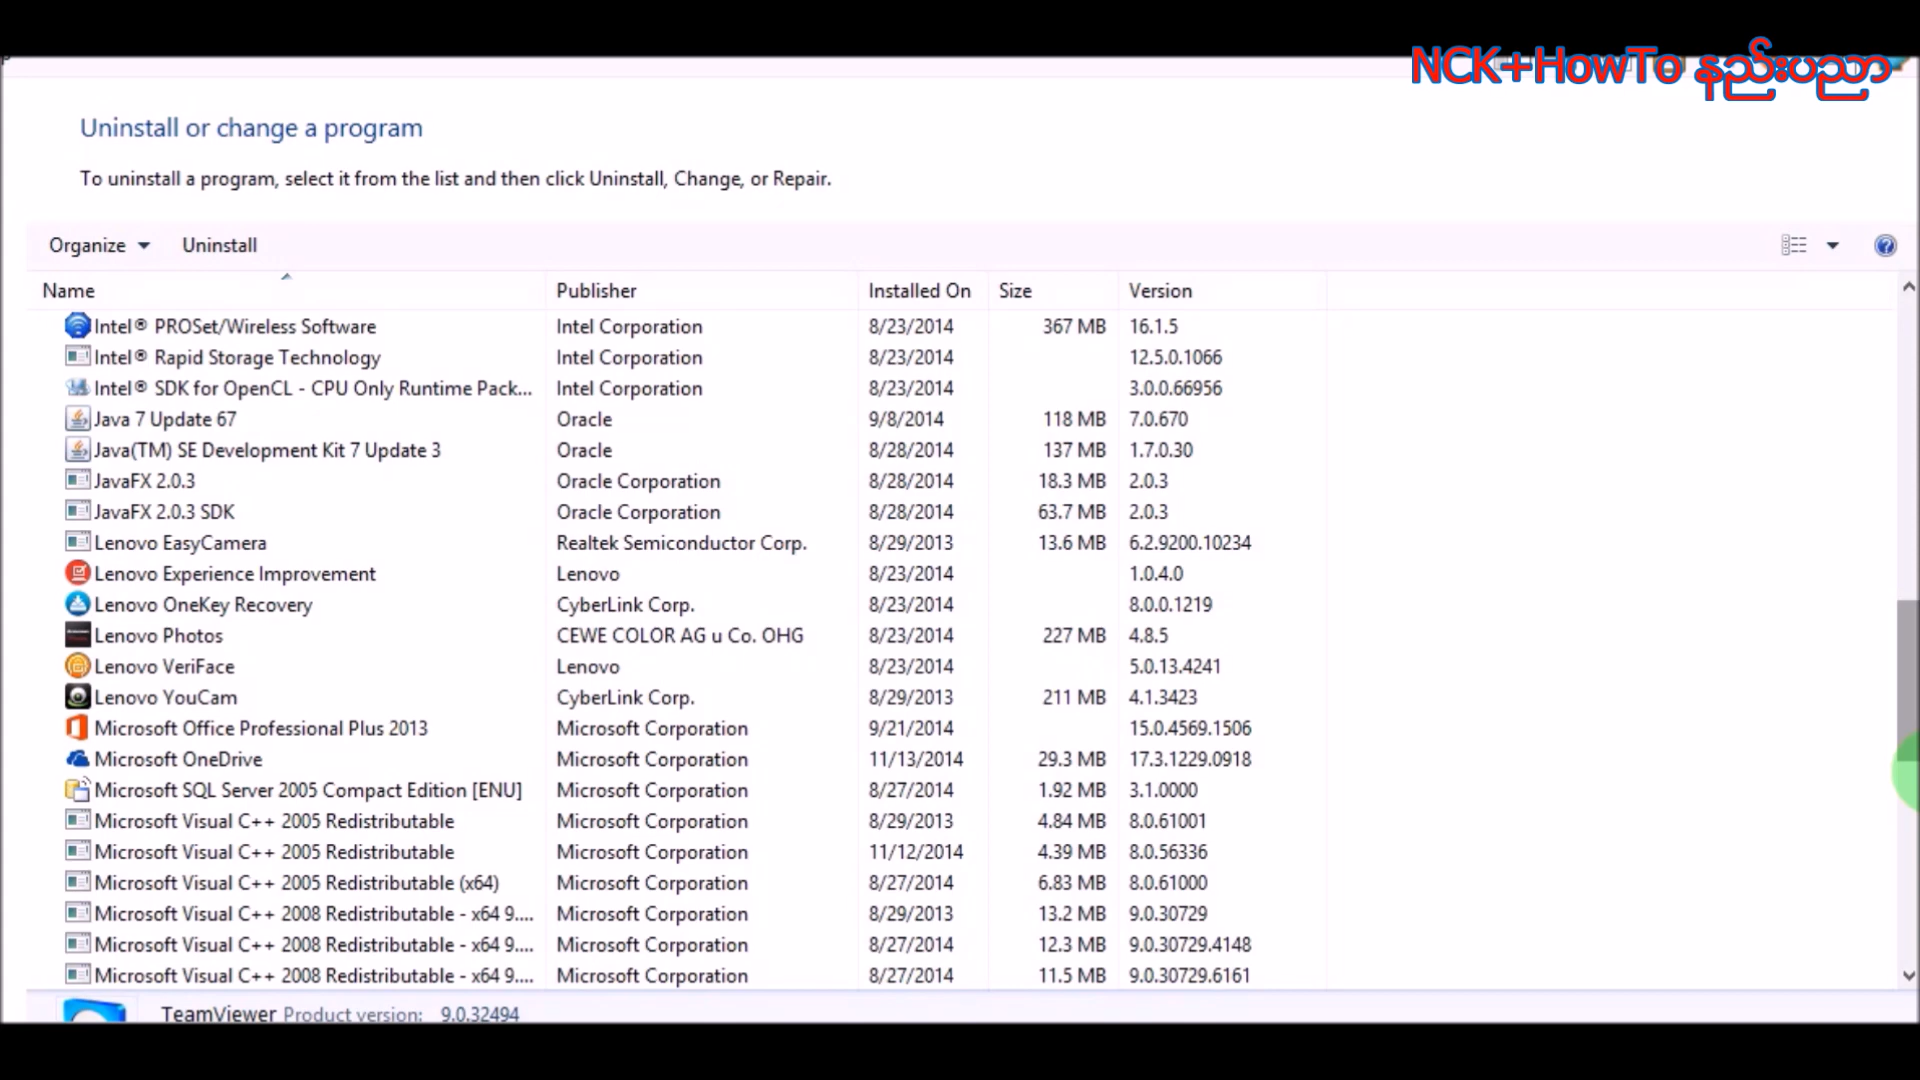 NCK+HowTo နည်းပညာ
Uninstall or change a program
To uninstall a program, select it from the list and then click Uninstall, Change, or Repair.
Organize Uninstall
Name Publisher Installed On Size Version
Intel® PROSet/Wireless Software Intel Corporation 8/23/2014 367 MB 16.1.5
Intel® Rapid Storage Technology Intel Corporation 8/23/2014 12.5.0.1066
Intel® SDK for OpenCL - CPU Only Runtime Pack... Intel Corporation 8/23/2014 3.0.0.66956
Java 7 Update 67 Oracle 9/8/2014 118 MB 7.0.670
Java(TM) SE Development Kit 7 Update 3 Oracle 8/28/2014 137 MB 1.7.0.30
JavaFX 2.0.3 Oracle Corporation 8/28/2014 18.3 MB 2.0.3
JavaFX 2.0.3 SDK Oracle Corporation 8/28/2014 63.7 MB 2.0.3
Lenovo EasyCamera Realtek Semiconductor Corp. 8/29/2013 13.6 MB 6.2.9200.10234
Lenovo Experience Improvement Lenovo 8/23/2014 1.0.4.0
Lenovo OneKey Recovery CyberLink Corp. 8/23/2014 8.0.0.1219
Lenovo Photos CEWE COLOR AG u Co. OHG 8/23/2014 227 MB 4.8.5
Lenovo VeriFace Lenovo 8/23/2014 5.0.13.4241
Lenovo YouCam CyberLink Corp. 8/29/2013 211 MB 4.1.3423
Microsoft Office Professional Plus 2013 Microsoft Corporation 9/21/2014 15.0.4569.1506
Microsoft OneDrive Microsoft Corporation 11/13/2014 29.3 MB 17.3.1229.0918
Microsoft SQL Server 2005 Compact Edition [ENU] Microsoft Corporation 8/27/2014 1.92 MB 3.1.0000
Microsoft Visual C++ 2005 Redistributable Microsoft Corporation 8/29/2013 4.84 MB 8.0.61001
Microsoft Visual C++ 2005 Redistributable Microsoft Corporation 11/12/2014 4.39 MB 8.0.56336
Microsoft Visual C++ 2005 Redistributable (x64) Microsoft Corporation 8/27/2014 6.83 MB 8.0.61000
Microsoft Visual C++ 2008 Redistributable - x64 9.... Microsoft Corporation 8/29/2013 13.2 MB 9.0.30729
Microsoft Visual C++ 2008 Redistributable - x64 9.... Microsoft Corporation 8/27/2014 12.3 MB 9.0.30729.4148
Microsoft Visual C++ 2008 Redistributable - x64 9.... Microsoft Corporation 8/27/2014 11.5 MB 9.0.30729.6161
TeamViewer Product version: 9.0.32494